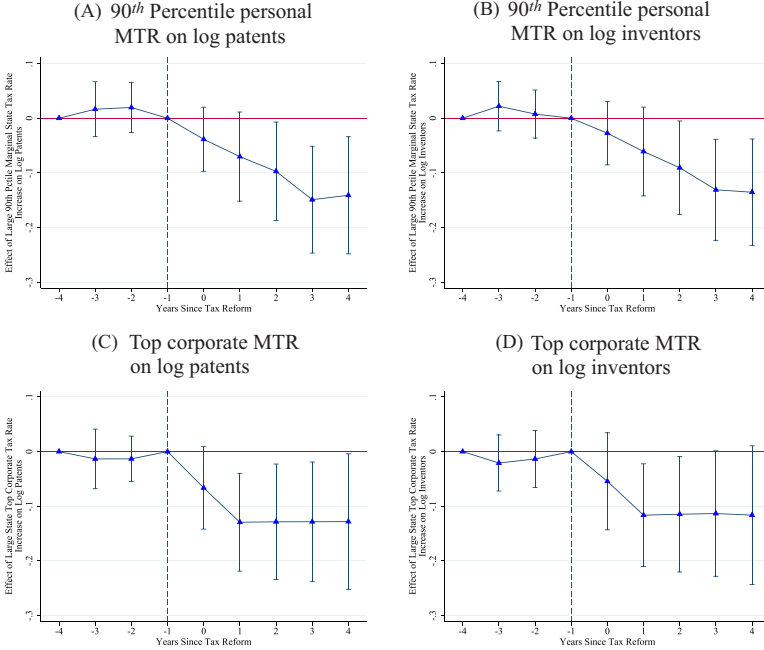 (A) 90th Percentile personal
MTR on log patents
Effect of Large 90th Pctile Marginal State Tax Rate
Increase on Log Patents
.1
0
-.1
-.2
-.3
-4 -3 -2 -1 0 1 2 3 4
Years Since Tax Reform
(B) 90th Percentile personal
MTR on log inventors
Effect of Large 90th Pctile Marginal State Tax Rate
Increase on Log Inventors
.1
0
-.1
-.2
-.3
-4 -3 -2 -1 0 1 2 3 4
Years Since Tax Reform
(C) Top corporate MTR
on log patents
Effect of Large State Top Corporate Tax Rate
Increase on Log Patents
.1
0
-.1
-.2
-.3
-4 -3 -2 -1 0 1 2 3 4
Years Since Tax Reform
(D) Top corporate MTR
on log inventors
Effect of Large State Top Corporate Tax Rate
Increase on Log Inventors
.1
0
-.1
-.2
-.3
-4 -3 -2 -1 0 1 2 3 4
Years Since Tax Reform